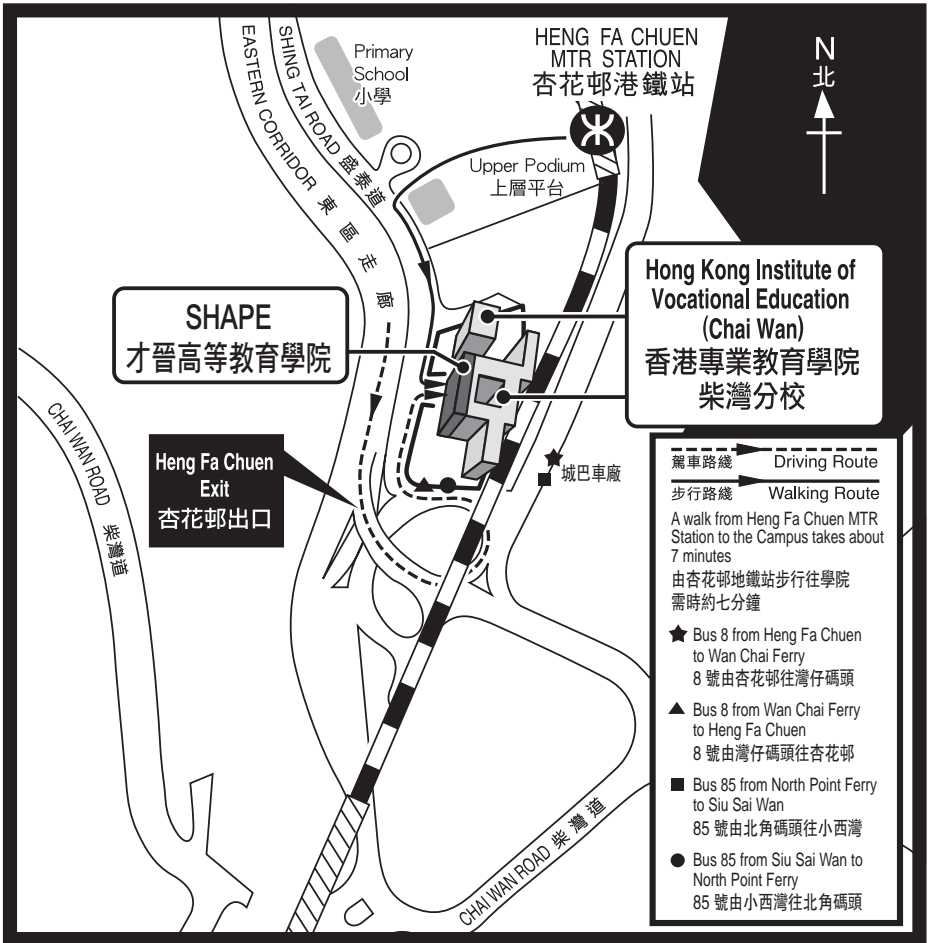 HENG FA CHUEN
MTR STATION
杏花邨港鐵站
N
北
Primary
School
小學
EASTERN CORRIDOR 東區走廊
SHING TAI ROAD 盛泰道
Upper Podium
上層平台
Hong Kong Institute of
Vocational Education
(Chai Wan)
香港專業教育學院
柴灣分校
SHAPE
才晉高等教育學院
CHAI WAN ROAD 柴灣道
Heng Fa Chuen
Exit
杏花邨出口
城巴車廠
駕車路綫 Driving Route
步行路綫 Walking Route
A walk from Heng Fa Chuen MTR
Station to the Campus takes about
7 minutes
由杏花邨地鐵站步行往學院
需時約七分鐘
Bus 8 from Heng Fa Chuen
to Wan Chai Ferry
8 號由杏花邨往灣仔碼頭
Bus 8 from Wan Chai Ferry
to Heng Fa Chuen
8 號由灣仔碼頭往杏花邨
Bus 85 from North Point Ferry
to Siu Sai Wan
85 號由北角碼頭往小西灣
Bus 85 from Siu Sai Wan to
North Point Ferry
85 號由小西灣往北角碼頭
CHAI WAN ROAD 柴灣道